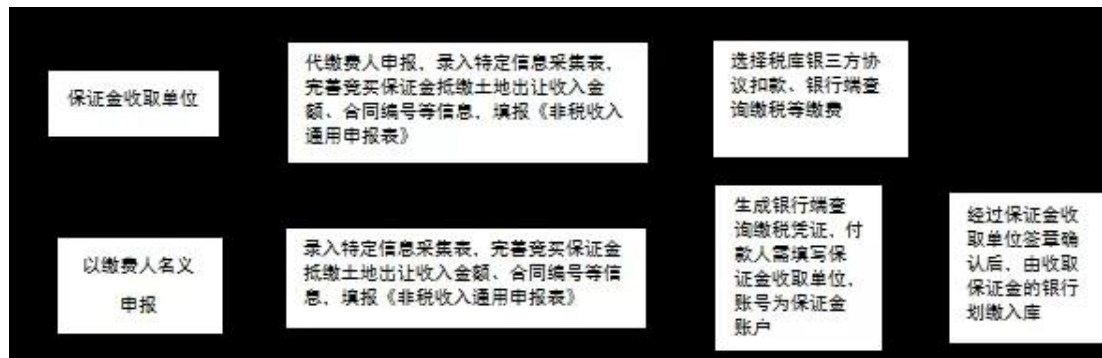 保证金收取单位
代缴费人申报，录入特定信息采集表，
完善竞买保证金抵缴土地出让收入金
额、合同编号等信息，填报《非税收入
通用申报表》
选择税库银三方协
议扣款、银行端查
询缴税等缴费
以缴费人名义
申报
录入特定信息采集表，完善竞买保证金
抵缴土地出让收入金额、合同编号等信
息，填报《非税收入通用申报表》
生成银行端查
询缴税凭证，付
款人需填写保
证金收取单位，
账号为保证金
账户
经过保证金收
取单位签章确
认后，由收取
保证金的银行
划缴入库